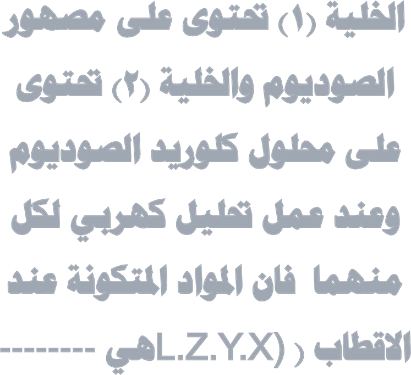 الخلية (١) تحتوى على مصهور
الصوديوم والخلية (٢) تحتوى
على محلول كلوريد الصوديوم
وعند عمل تحليل كهربي لكل
منهما فان المواد المتكونة عند
الاقطاب ( (L.Z.Y.Xهي --------